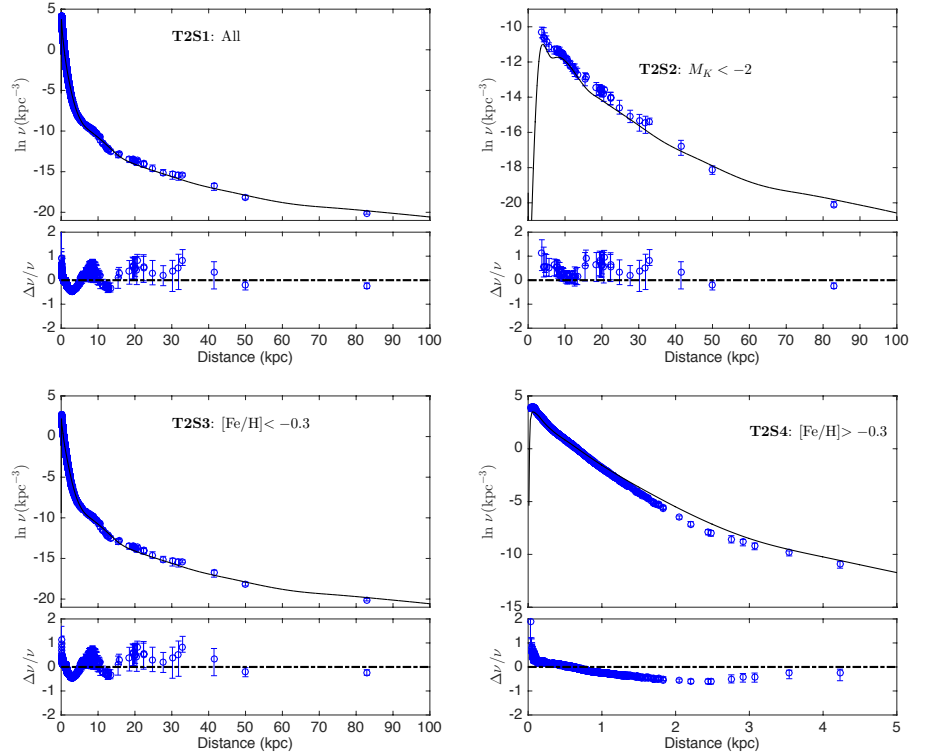 5
0
-5
-10
-15
-20
ln ν(kpc⁻³)
T2S1: All
2
1
0
-1
-2
Δν/ν
0 10 20 30 40 50 60 70 80 90 100
Distance (kpc)
-10
-12
-14
-16
-18
-20
ln ν(kpc⁻³)
T2S2: M_K < −2
2
1
0
-1
-2
Δν/ν
0 20 40 60 80 100
Distance (kpc)
5
0
-5
-10
-15
-20
ln ν(kpc⁻³)
T2S3: [Fe/H]< −0.3
2
1
0
-1
-2
Δν/ν
0 10 20 30 40 50 60 70 80 90 100
Distance (kpc)
5
0
-5
-10
-15
ln ν(kpc⁻³)
T2S4: [Fe/H]> −0.3
2
1
0
-1
-2
Δν/ν
0 1 2 3 4 5
Distance (kpc)